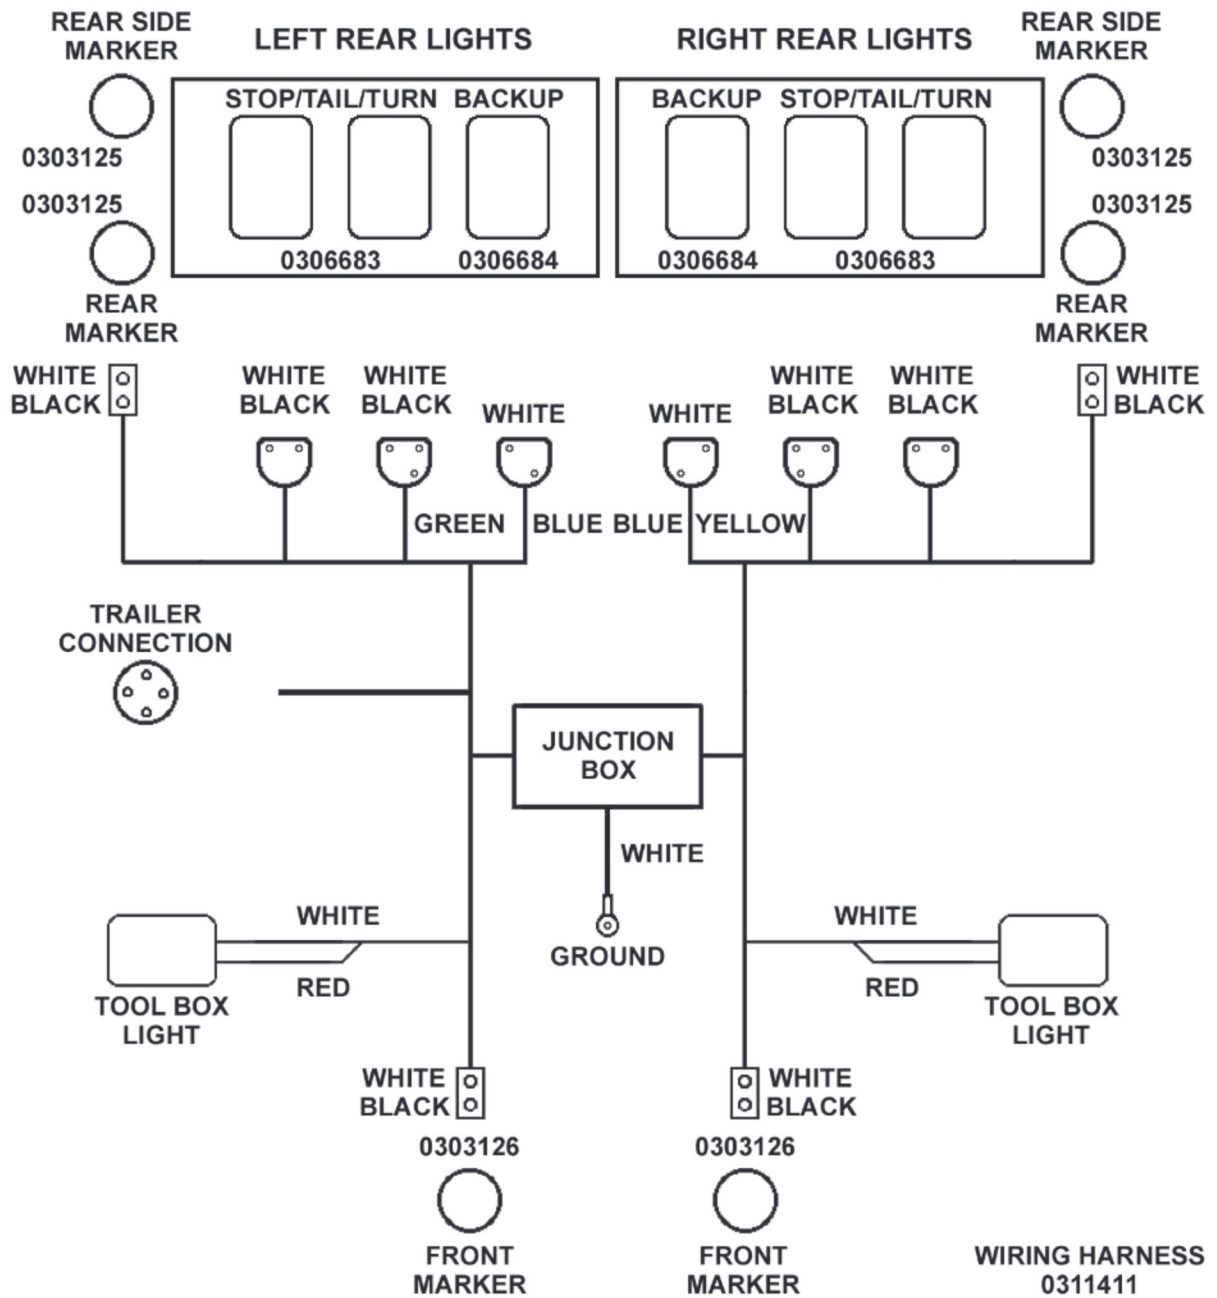 REAR SIDE
MARKER
LEFT REAR LIGHTS
RIGHT REAR LIGHTS
REAR SIDE
MARKER
STOP/TAIL/TURN BACKUP
BACKUP STOP/TAIL/TURN
0303125
0303125
0303125
0303125
0306683
0306684
0306684
0306683
REAR
MARKER
REAR
MARKER
WHITE
BLACK
WHITE
BLACK
WHITE
BLACK
WHITE
WHITE
WHITE
BLACK
WHITE
BLACK
WHITE
BLACK
GREEN
BLUE
BLUE
YELLOW
TRAILER
CONNECTION
JUNCTION
BOX
WHITE
GROUND
WHITE
RED
TOOL BOX
LIGHT
WHITE
RED
TOOL BOX
LIGHT
WHITE
BLACK
WHITE
BLACK
0303126
0303126
FRONT
MARKER
FRONT
MARKER
WIRING HARNESS
0311411